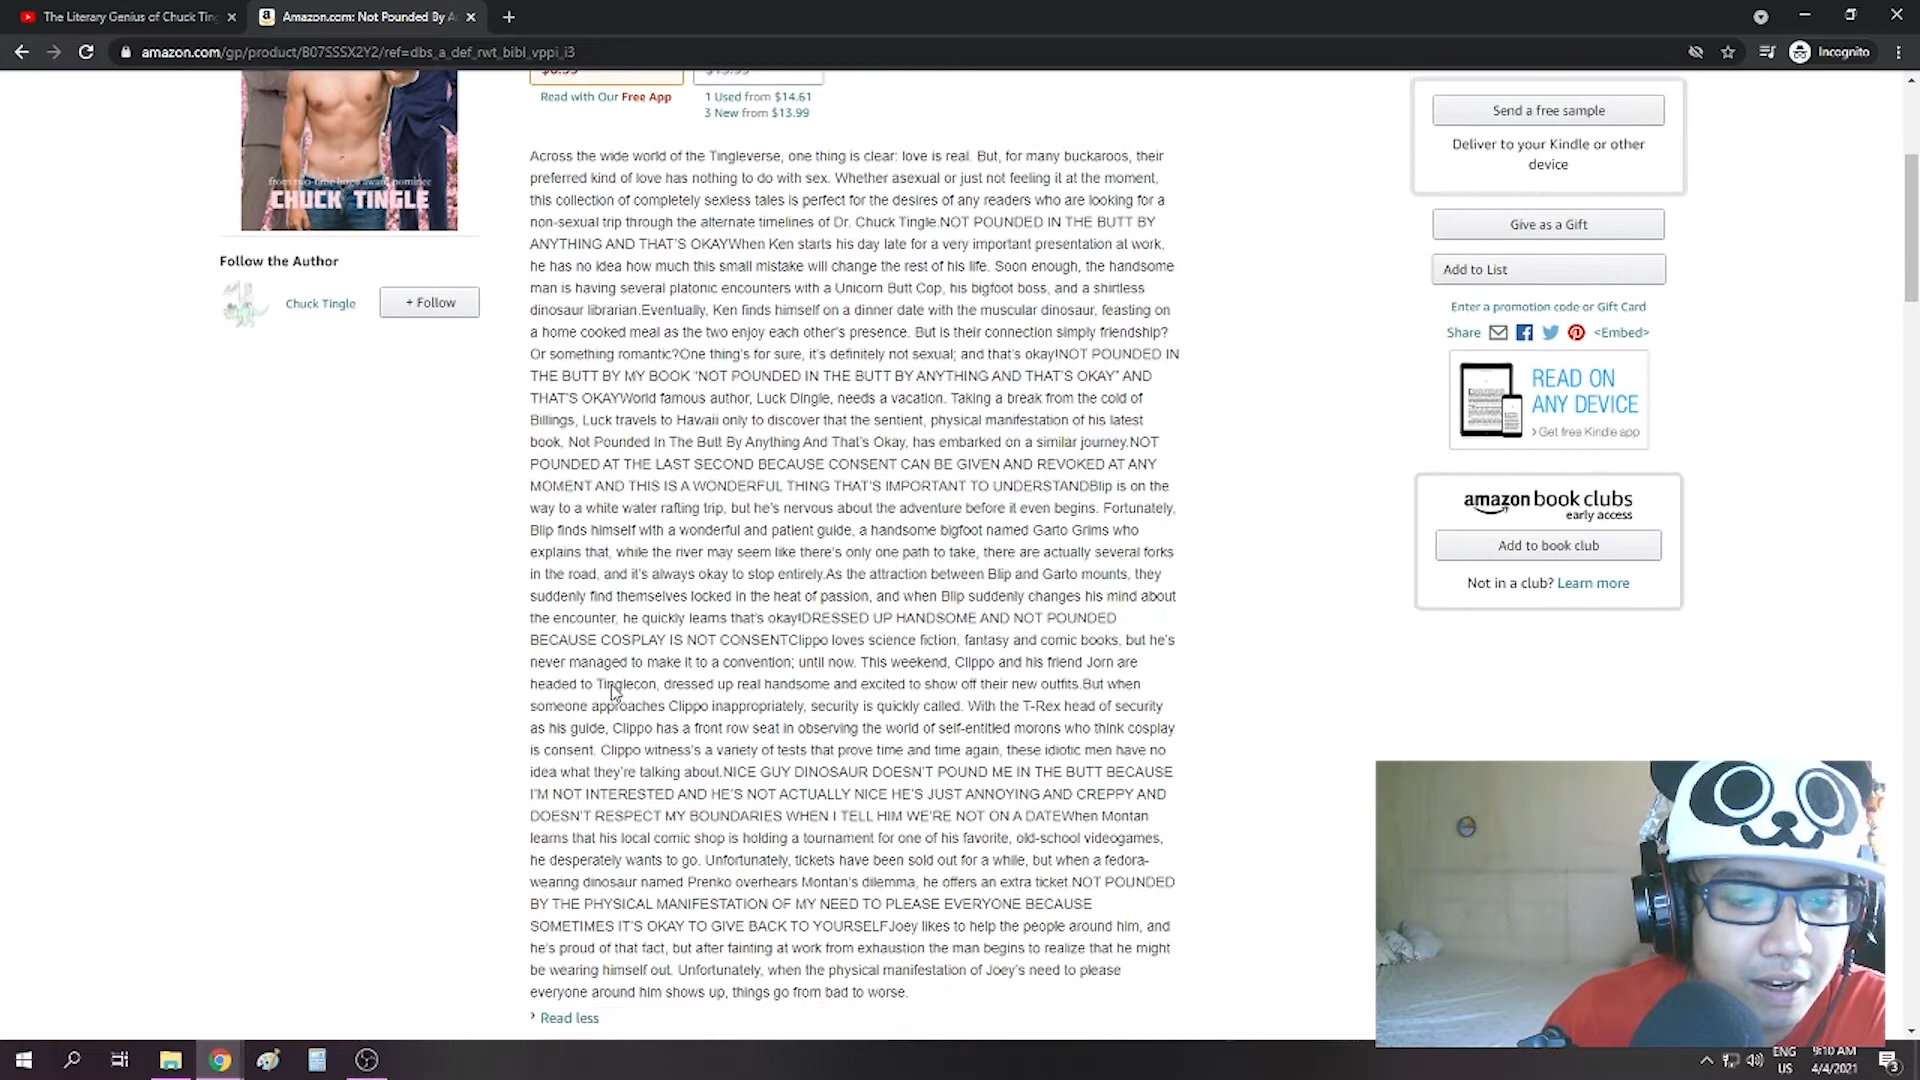 The Literary Genius of Chuck Tin
Amazon.com: Not Pounded By A
amazon.com/gp/product/B07SSSX2Y2/ref=dbs_a_def_rwt_bibl_vppi_i3
Incognito
Read with Our Free App
1 Used from $14.61
3 New from $13.99
from two-time hugo award nominee
CHUCK TINGLE
Follow the Author
Chuck Tingle
+ Follow
Across the wide world of the Tingleverse, one thing is clear: love is real. But, for many buckaroos, their
preferred kind of love has nothing to do with sex. Whether asexual or just not feeling it at the moment,
this collection of completely sexless tales is perfect for the desires of any readers who are looking for a
non-sexual trip through the alternate timelines of Dr. Chuck Tingle.NOT POUNDED IN THE BUTT BY
ANYTHING AND THAT'S OKAYWhen Ken starts his day late for a very important presentation at work,
he has no idea how much this small mistake will change the rest of his life. Soon enough, the handsome
man is having several platonic encounters with a Unicorn Butt Cop, his bigfoot boss, and a shirtless
dinosaur librarian.Eventually, Ken finds himself on a dinner date with the muscular dinosaur, feasting on
a home cooked meal as the two enjoy each other's presence. But is their connection simply friendship?
Or something romantic?One thing's for sure, it's definitely not sexual; and that's okay!NOT POUNDED IN
THE BUTT BY MY BOOK "NOT POUNDED IN THE BUTT BY ANYTHING AND THAT'S OKAY" AND
THAT'S OKAYWorld famous author, Luck Dingle, needs a vacation. Taking a break from the cold of
Billings, Luck travels to Hawaii only to discover that the sentient, physical manifestation of his latest
book, Not Pounded In The Butt By Anything And That's Okay, has embarked on a similar journey.NOT
POUNDED AT THE LAST SECOND BECAUSE CONSENT CAN BE GIVEN AND REVOKED AT ANY
MOMENT AND THIS IS A WONDERFUL THING THAT'S IMPORTANT TO UNDERSTANDBlip is on the
way to a white water rafting trip, but he's nervous about the adventure before it even begins. Fortunately,
Blip finds himself with a wonderful and patient guide, a handsome bigfoot named Garto Grims who
explains that, while the river may seem like there's only one path to take, there are actually several forks
in the road, and it's always okay to stop entirely.As the attraction between Blip and Garto mounts, they
suddenly find themselves locked in the heat of passion, and when Blip suddenly changes his mind about
the encounter, he quickly learns that's okay!DRESSED UP HANDSOME AND NOT POUNDED
BECAUSE COSPLAY IS NOT CONSENTClippo loves science fiction, fantasy and comic books, but he's
never managed to make it to a convention; until now. This weekend, Clippo and his friend Jorn are
headed to Tinglecon, dressed up real handsome and excited to show off their new outfits.But when
someone approaches Clippo inappropriately, security is quickly called. With the T-Rex head of security
as his guide, Clippo has a front row seat in observing the world of self-entitled morons who think cosplay
is consent. Clippo witness's a variety of tests that prove time and time again, these idiotic men have no
idea what they're talking about.NICE GUY DINOSAUR DOESN'T POUND ME IN THE BUTT BECAUSE
I'M NOT INTERESTED AND HE'S NOT ACTUALLY NICE HE'S JUST ANNOYING AND CREPPY AND
DOESN'T RESPECT MY BOUNDARIES WHEN I TELL HIM WE'RE NOT ON A DATEWhen Montan
learns that his local comic shop is holding a tournament for one of his favorite, old-school videogames,
he desperately wants to go. Unfortunately, tickets have been sold out for a while, but when a fedora-
wearing dinosaur named Prenko overhears Montan's dilemma, he offers an extra ticket.NOT POUNDED
BY THE PHYSICAL MANIFESTATION OF MY NEED TO PLEASE EVERYONE BECAUSE
SOMETIMES IT'S OKAY TO GIVE BACK TO YOURSELFJoey likes to help the people around him, and
he's proud of that fact, but after fainting at work from exhaustion the man begins to realize that he might
be wearing himself out. Unfortunately, when the physical manifestation of Joey's need to please
everyone around him shows up, things go from bad to worse.
Read less
Send a free sample
Deliver to your Kindle or other
device
Give as a Gift
Add to List
Enter a promotion code or Gift Card
Share <Embed>
READ ON
ANY DEVICE
> Get free Kindle app
amazon book clubs
early access
Add to book club
Not in a club? Learn more
ENG
US
9:10 AM
4/4/2021
3